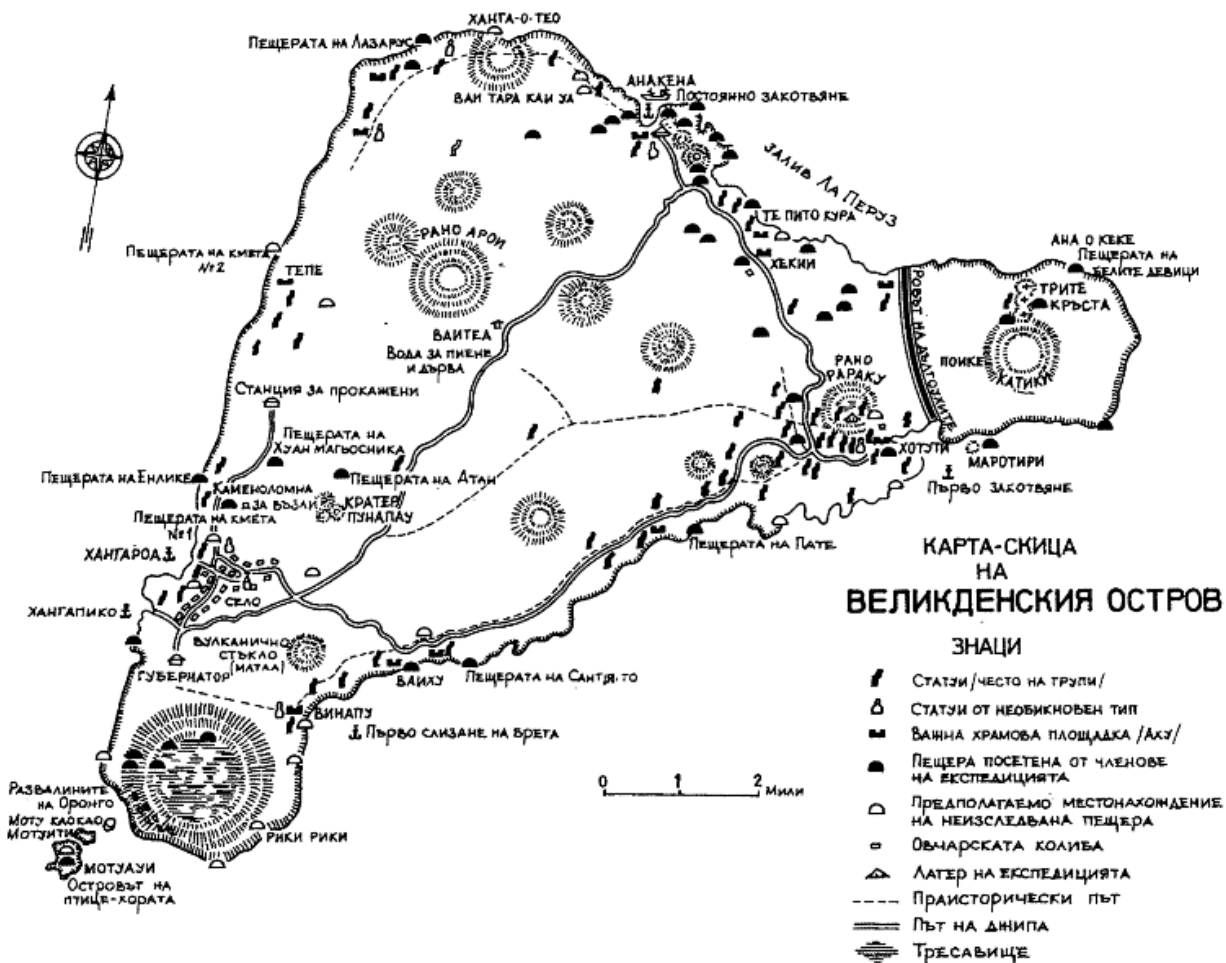 ХАНГА-О-ТЕО
ПЕЩЕРАТА НА ЛАЗАРУС
ВАИ ТАРА КАИ УА
АНАКЕНА
ПОСТОЯННО ЗАКОТВЯНЕ
ЗАЛИВ ЛА ПЕРУЗ
ТЕ ПИТО КУРА
ХЕКИИ
АНА О КЕКЕ
ПЕЩЕРАТА НА
БЕЛИТЕ ДЕВИЦИ
ТРИТЕ
КРЪСТА
ПОИКЕ
КАТИКИ
РОВЪТ НА ДЪЛГОУХИТЕ
РАНО АРОИ
ПЕЩЕРАТА НА КМЕТА
№2
ТЕПЕ
ВАИТЕА
ВОДА ЗА ПИЕНЕ
И ДЪРВА
РАНО
РАРАКУ
СТАНЦИЯ ЗА ПРОКАЖЕНИ
ПЕЩЕРАТА НА
ХУАН МАГЬОСНИКА
ПЕЩЕРАТА НА ЕНЛИКЕ
ПЕЩЕРАТА НА АТАН
КАМЕНОЛОМНА
ЗА ВЪЗЛИ
КРАТЕР
ПУНАПАУ
ПЕЩЕРАТА НА КМЕТА
№1
ХАНГАРОА
ХОТУТИ
МАРОТИРИ
ПЪРВО ЗАКОТВЯНЕ
ПЕЩЕРАТА НА ПАТЕ
ХАНГАПИКО
СЕЛО
ВУЛКАНИЧНО
СТЪКЛО
(МАТАА)
ГУБЕРНАТОР
ВАИХУ
ПЕЩЕРАТА НА САНТЯГО
ВИНАПУ
ПЪРВО СЛИЗАНЕ НА БРЕГА
РАЗВАЛИНИТЕ
НА ОРОНГО
МОТУ КАОКАО
МОТУИТИ
РИКИ РИКИ
МОТУАУИ
ОСТРОВЪТ НА
ПТИЦЕ-ХОРАТА
0 1 2
МИЛИ
КАРТА-СКИЦА
НА
ВЕЛИКДЕНСКИЯ ОСТРОВ
ЗНАЦИ
СТАТУИ /ЧЕСТО НА ГРУПИ/
СТАТУИ ОТ НЕОБИКНОВЕН ТИП
ВАЖНА ХРАМОВА ПЛОЩАДКА /АХУ/
ПЕЩЕРА ПОСЕТЕНА ОТ ЧЛЕНОВЕ
НА ЕКСПЕДИЦИЯТА
ПРЕДПОЛАГАЕМО МЕСТОНАХОЖДЕНИЕ
НА НЕИЗСЛЕДВАНА ПЕЩЕРА
ОВЧАРСКАТА КОЛИБА
ЛАГЕР НА ЕКСПЕДИЦИЯТА
ПРАИСТОРИЧЕСКИ ПЪТ
ПЪТ НА ДЖИПА
ТРЕСАВИЩЕ